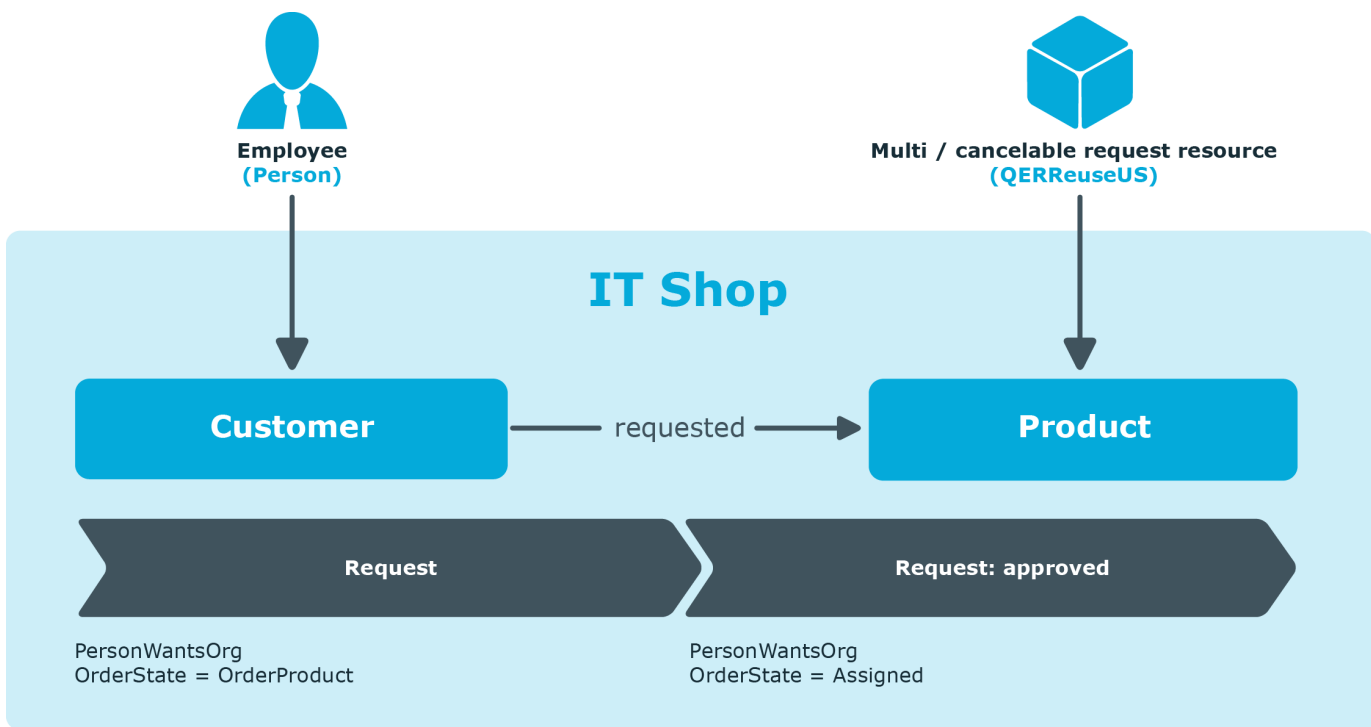 Employee
(Person)
Multi / cancelable request resource
(QERReuseUS)
IT Shop
Customer
requested
Product
Request
Request: approved
PersonWantsOrg
OrderState = OrderProduct
PersonWantsOrg
OrderState = Assigned